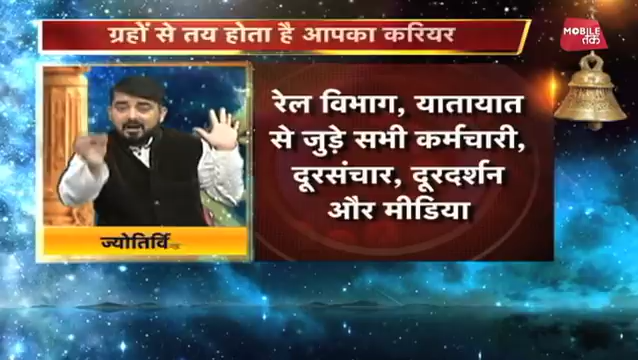 ग्रहों से तय होता है आपका करियर
MOBILE
तक
रेल विभाग, यातायात
से जुड़े सभी कर्मचारी,
दूरसंचार, दूरदर्शन
और मीडिया
ज्योतिर्वि